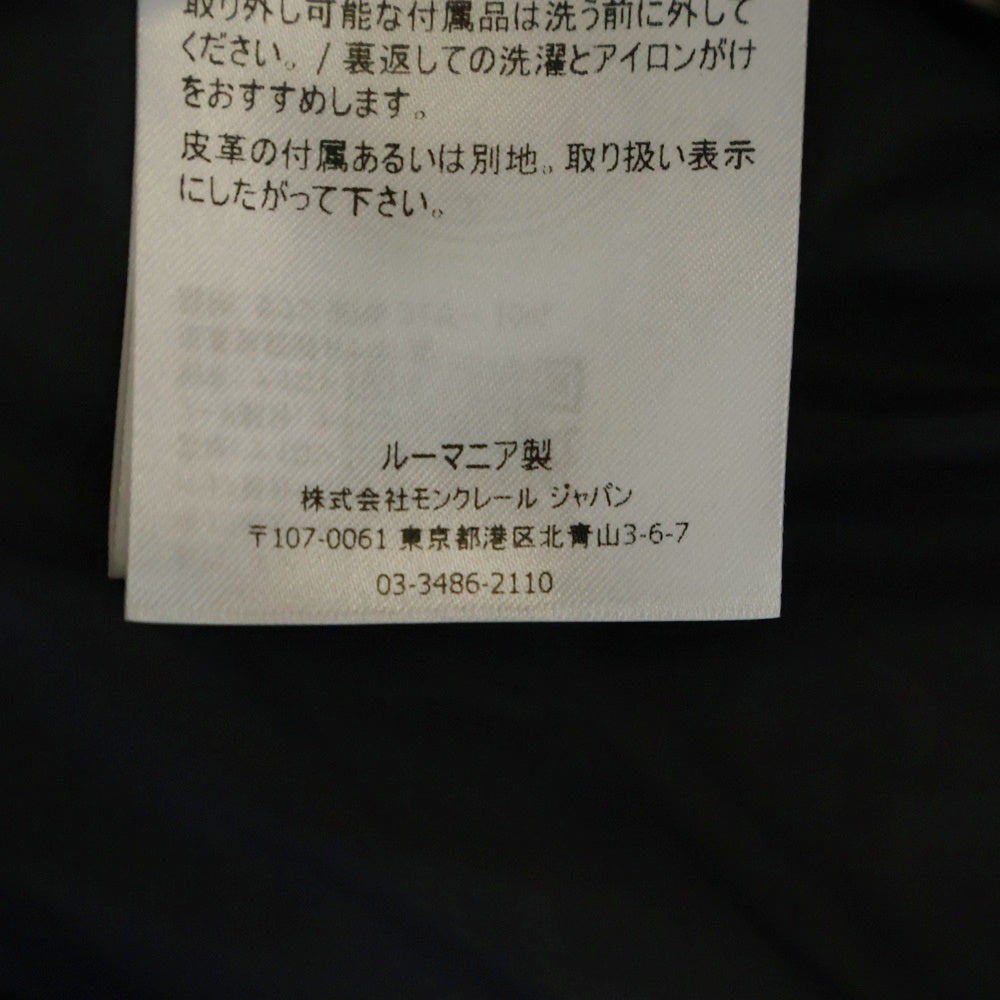 取り外し可能な付属品は洗う前に外して
ください。/ 裏返しての洗濯とアイロンがけ
をおすすめします。
皮革の付属あるいは別地。取り扱い表示
にしたがって下さい。
ルーマニア製
株式会社モンクレール ジャパン
〒107-0061 東京都港区北青山3-6-7
03-3486-2110